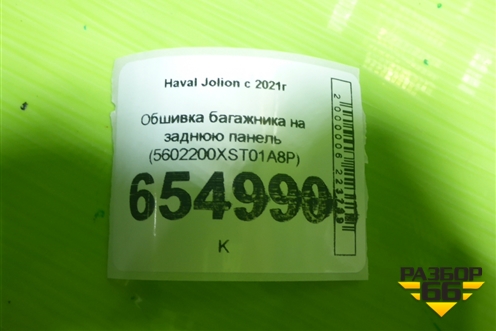 Haval Jolion с 2021г
Обшивка багажника на
заднюю панель
(5602200XST01A8P)
654990
К
РАЗБОР
66